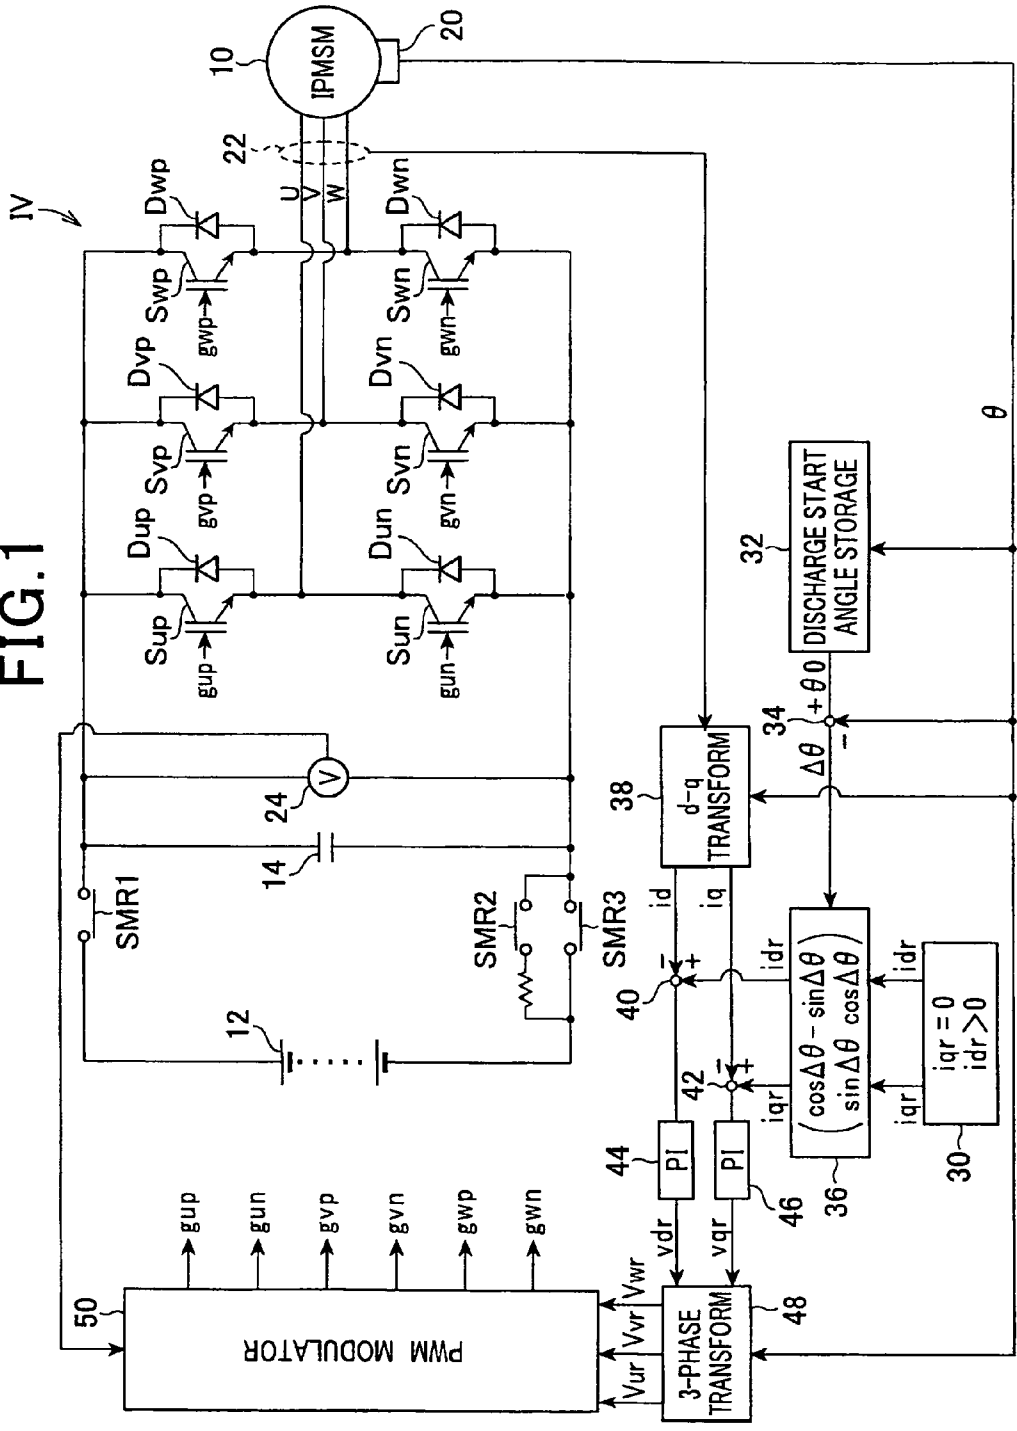 FIG.1
IV
10
IPMSM
20
22
U
V
W
Dwp
Swp
gwp
Dwn
Swn
gwn
Dvp
Svp
gvp
Dvn
Svn
gvn
Dup
Sup
gup
Dun
Sun
gun
24
V
14
SMR1
SMR2
SMR3
12
50
PWM MODULATOR
gup
gun
gvp
gvn
gwp
gwn
Vur
Vvr
Vwr
3-PHASE
TRANSFORM
48
vdr
vqr
44
PI
46
PI
40
- +
42
- +
id
iq
38
d-q
TRANSFORM
idr
iqr
36
cosΔθ - sinΔθ
sinΔθ cosΔθ
idr
iqr
30
iqr = 0
idr > 0
Δθ
34
+ θ0
-
32
DISCHARGE START
ANGLE STORAGE
θ